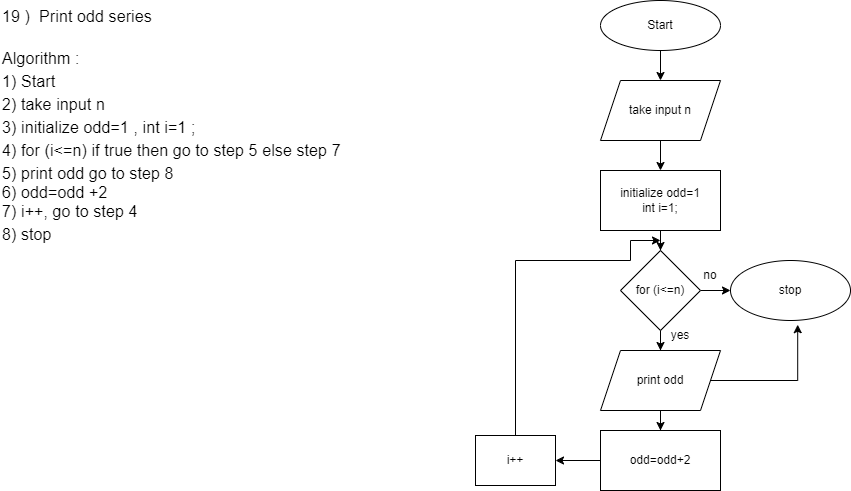 19 )  Print odd series
Algorithm :
1) Start
2) take input n
3) initialize odd=1 , int i=1 ;
4) for (i<=n) if true then go to step 5 else step 7
5) print odd go to step 8
6) odd=odd +2
7) i++, go to step 4
8) stop
Start
take input n
initialize odd=1
int i=1;
for (i<=n)
no
stop
yes
print odd
odd=odd+2
i++